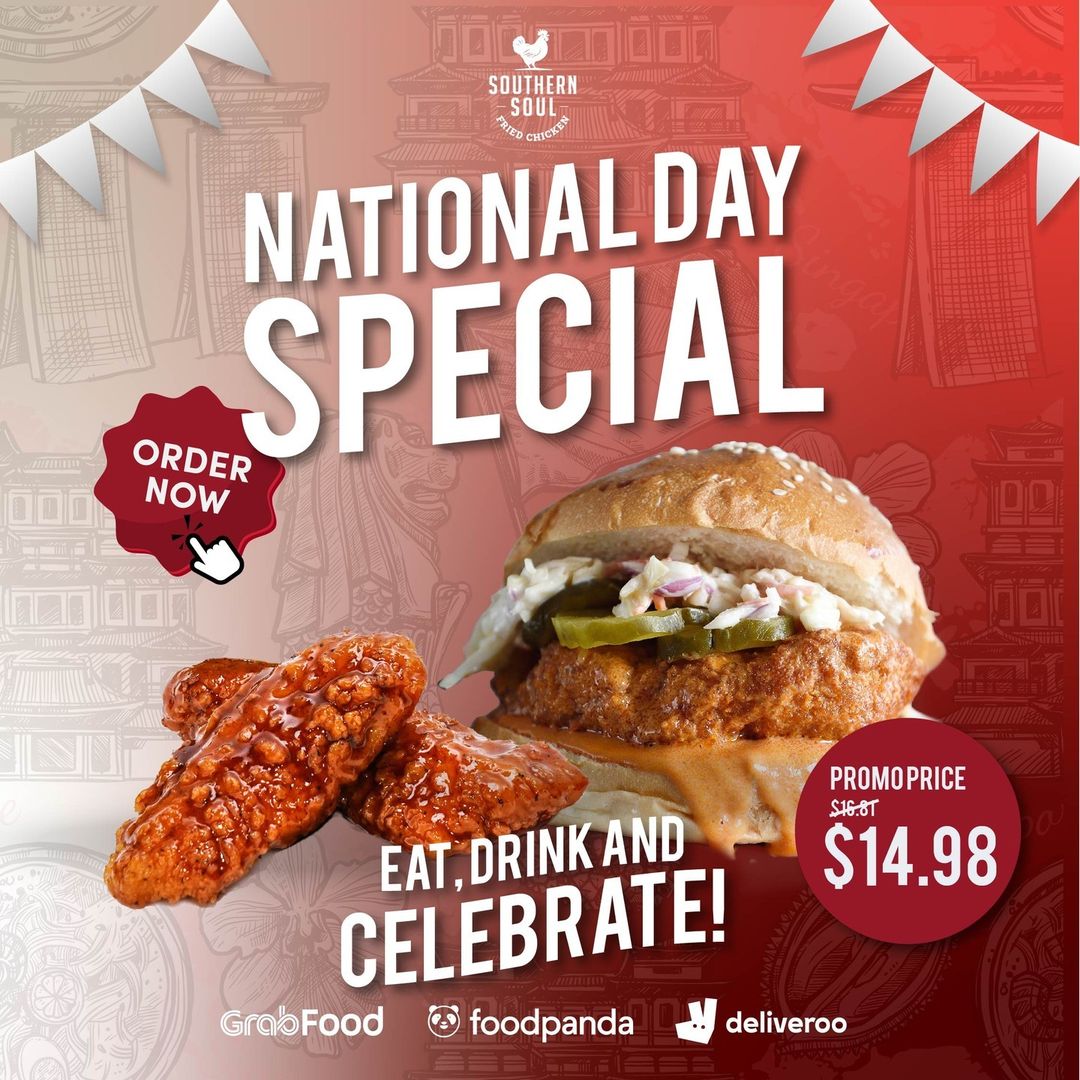 SOUTHERN
SOUL
FRIED CHICKEN
NATIONAL DAY
SPECIAL
ORDER
NOW
PROMO PRICE
$16.81
$14.98
EAT, DRINK AND
CELEBRATE!
GrabFood
foodpanda
deliveroo